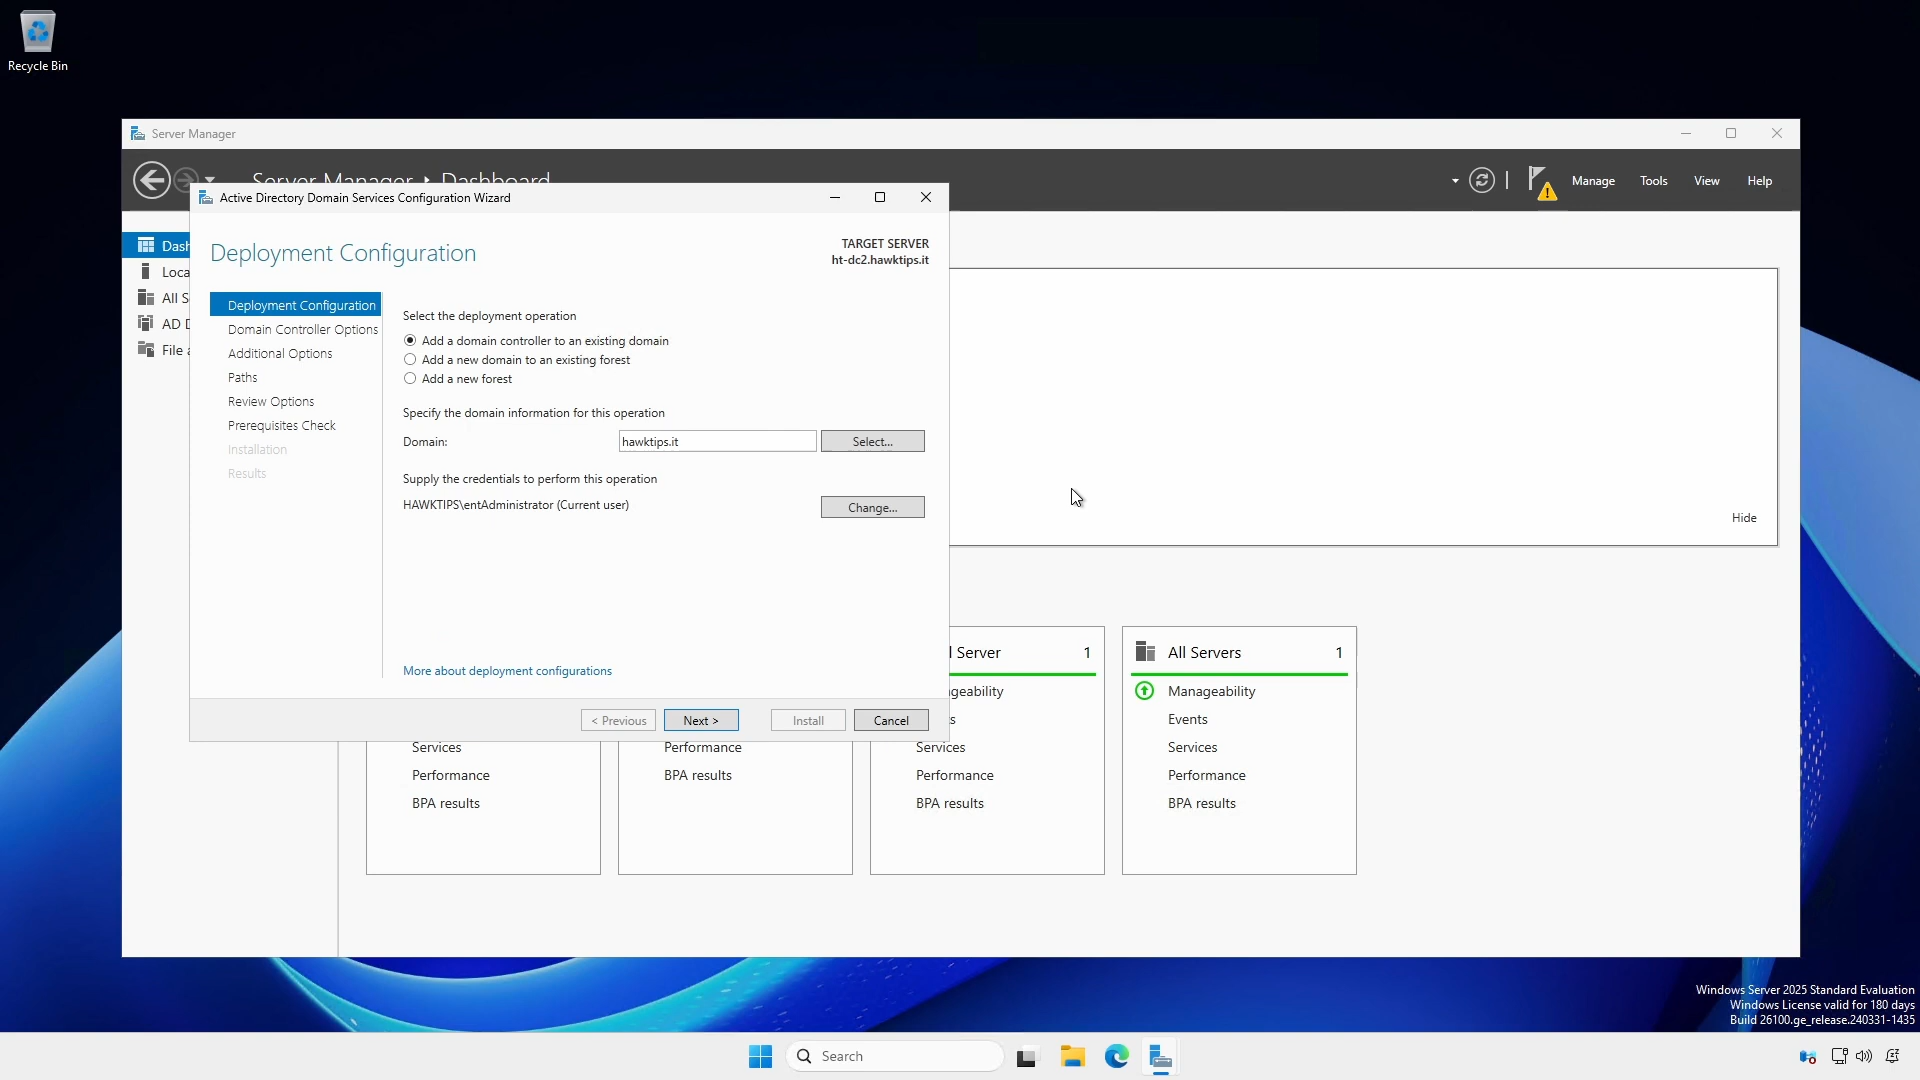 Recycle Bin
Server Manager
Server Manager ‣ Dashboard
Manage
Tools
View
Help
Active Directory Domain Services Configuration Wizard
Deployment Configuration
TARGET SERVER
ht-dc2.hawktips.it
Deployment Configuration
Domain Controller Options
Additional Options
Paths
Review Options
Prerequisites Check
Installation
Results
Select the deployment operation
Add a domain controller to an existing domain
Add a new domain to an existing forest
Add a new forest
Specify the domain information for this operation
Domain:
hawktips.it
Select...
Supply the credentials to perform this operation
HAWKTIPS\entAdministrator (Current user)
Change...
More about deployment configurations
< Previous
Next >
Install
Cancel
Hide
Services
Performance
BPA results
Performance
BPA results
Server 1
Services
Performance
BPA results
All Servers 1
Manageability
Events
Services
Performance
BPA results
Windows Server 2025 Standard Evaluation
Windows License valid for 180 days
Build 26100.ge_release.240331-1435
Search